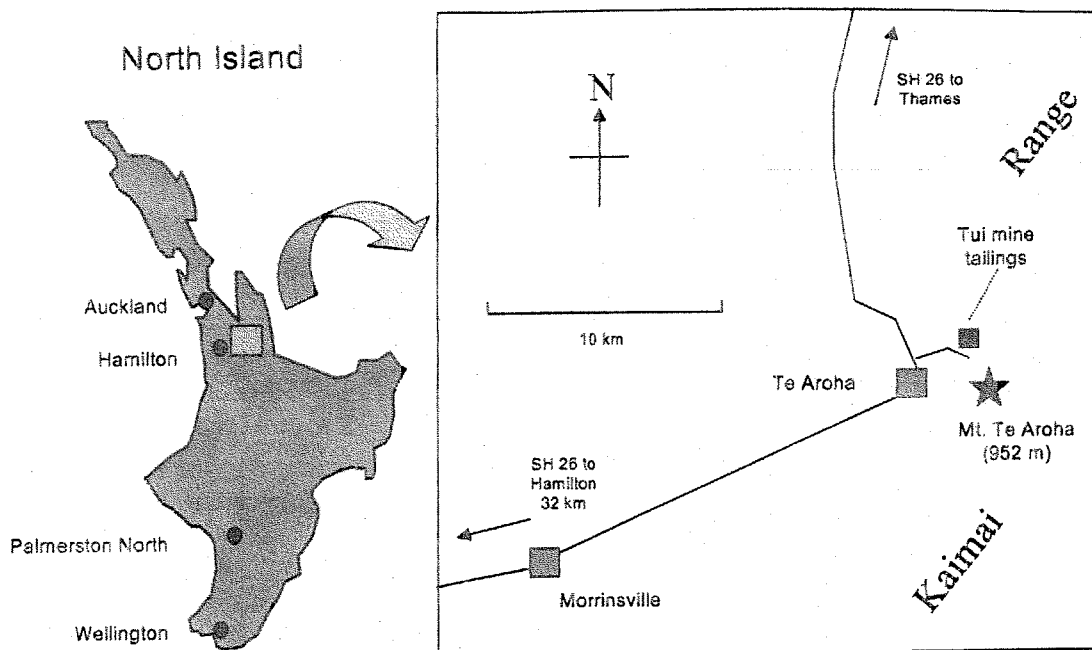 North Island
Auckland
Hamilton
Palmerston North
Wellington
N
SH 26 to
Thames
Range
Tui mine
tailings
10 km
Te Aroha
Mt. Te Aroha
(952 m)
SH 26 to
Hamilton
32 km
Morrinsville
Kaimai